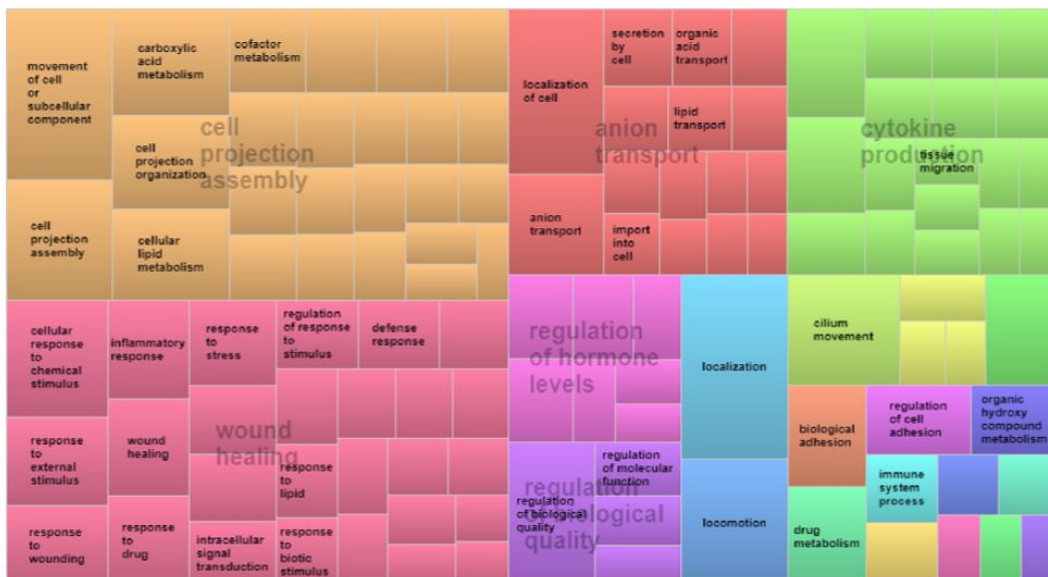 movement
of cell
or
subcellular
component
carboxylic
acid
metabolism
cofactor
metabolism
cell
projection
organization
cell
projection
assembly
cell
projection
assembly
cellular
lipid
metabolism
localization
of cell
secretion
by
cell
organic
acid
transport
lipid
transport
anion
transport
anion
transport
import
into
cell
cytokine
production
tissue
migration
cellular
response
to
chemical
stimulus
inflammatory
response
response
to
stress
regulation
of response
to
stimulus
defense
response
response
to
external
stimulus
wound
healing
wound
healing
response
to
lipid
response
to
wounding
response
to
drug
intracellular
signal
transduction
response
to
biotic
stimulus
regulation
of hormone
levels
localization
regulation
of biological
quality
regulation
of molecular
function
regulation
of biological
quality
locomotion
cilium
movement
biological
adhesion
regulation
of cell
adhesion
organic
hydroxy
compound
metabolism
immune
system
process
drug
metabolism